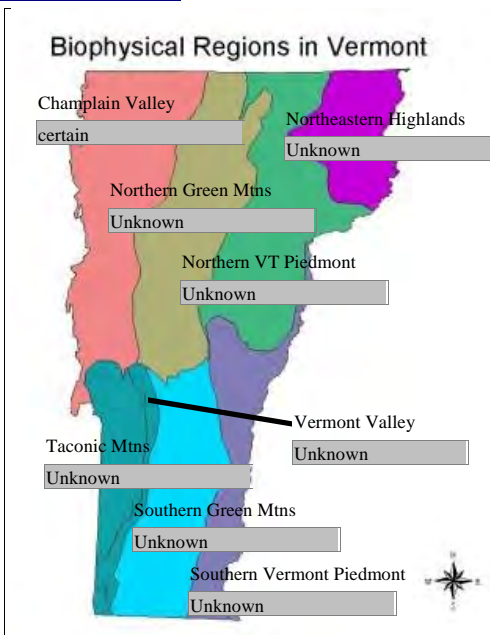 Biophysical Regions in Vermont
Champlain Valley
certain
Northeastern Highlands
Unknown
Northern Green Mtns
Unknown
Northern VT Piedmont
Unknown
Vermont Valley
Unknown
Taconic Mtns
Unknown
Southern Green Mtns
Unknown
Southern Vermont Piedmont
Unknown